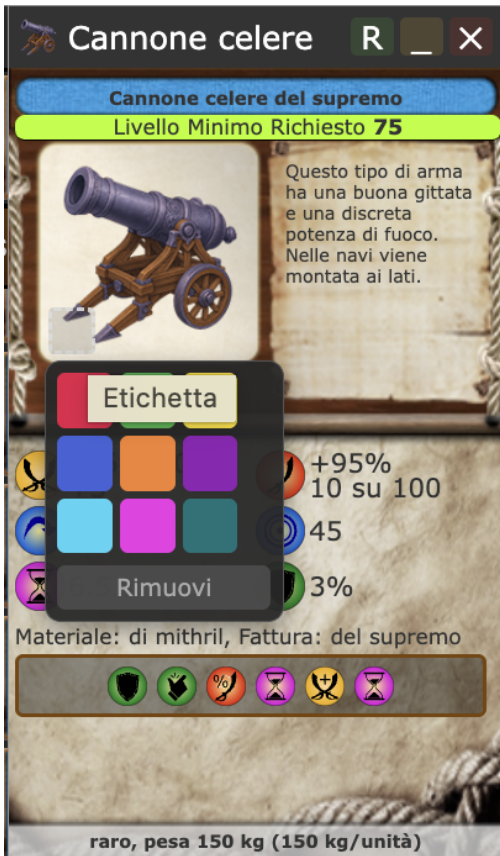 Cannone celere R _ X
Cannone celere del supremo
Livello Minimo Richiesto 75
Questo tipo di arma
ha una buona gittata
e una discreta
potenza di fuoco.
Nelle navi viene
montata ai lati.
Etichetta
+95%
10 su 100
45
Rimuovi
3%
Materiale: di mithril, Fattura: del supremo
%
+
raro, pesa 150 kg (150 kg/unità)